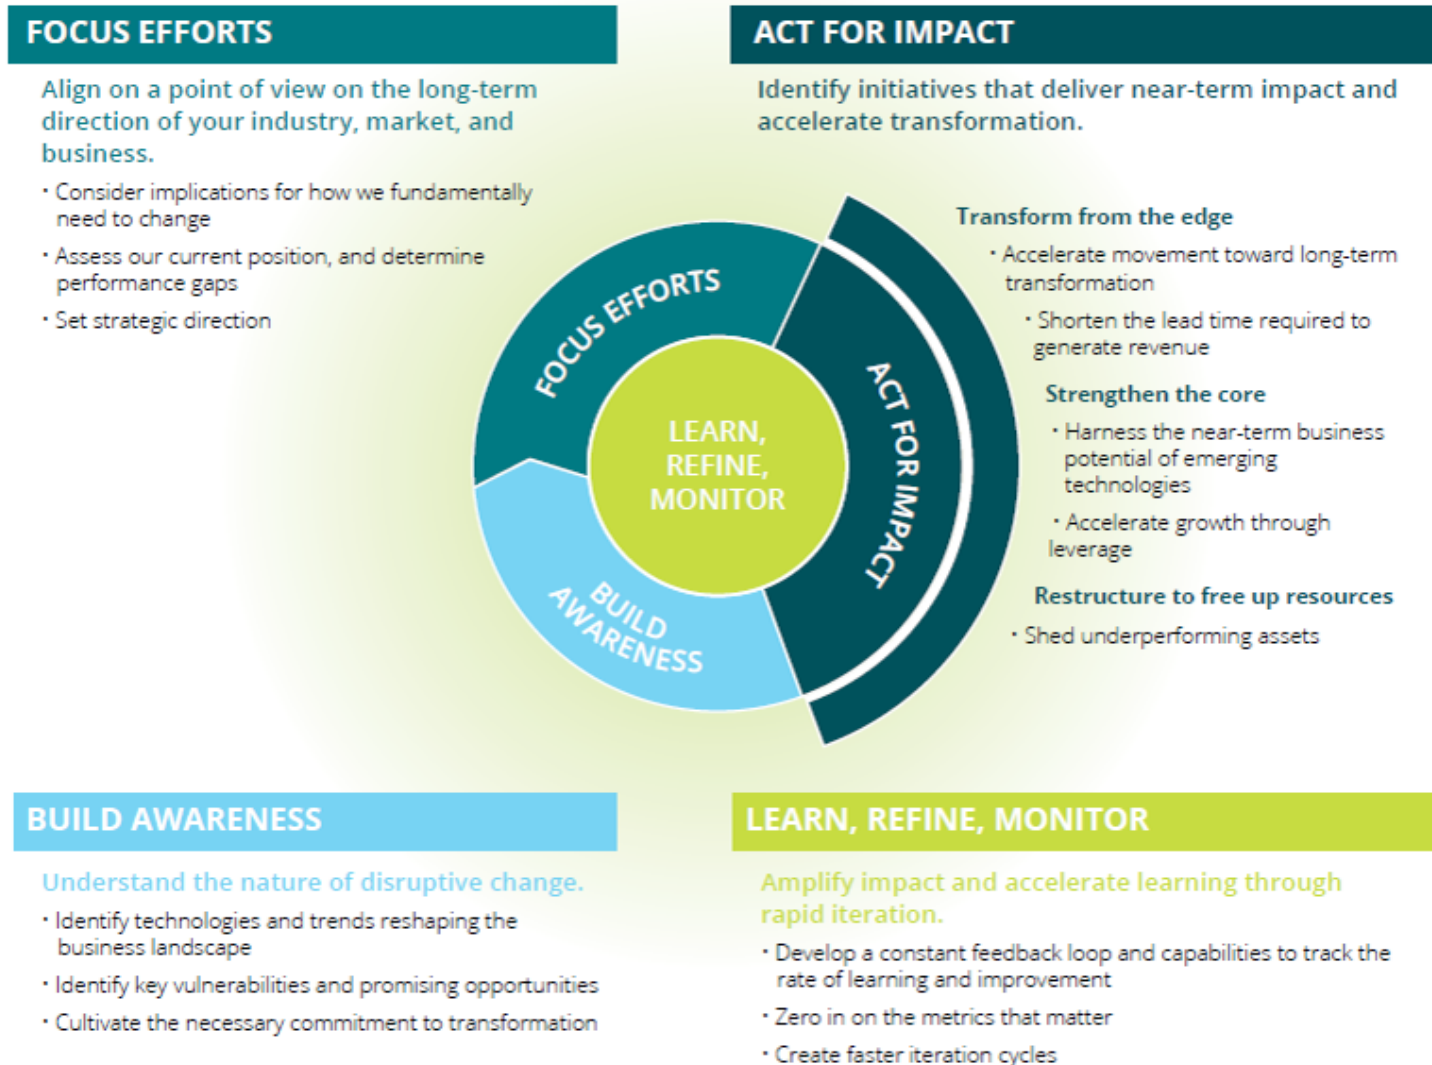 FOCUS EFFORTS
Align on a point of view on the long-term
direction of your industry, market, and
business.
· Consider implications for how we fundamentally
need to change
· Assess our current position, and determine
performance gaps
· Set strategic direction
ACT FOR IMPACT
Identify initiatives that deliver near-term impact and
accelerate transformation.
Transform from the edge
· Accelerate movement toward long-term
transformation
· Shorten the lead time required to
generate revenue
Strengthen the core
· Harness the near-term business
potential of emerging
technologies
· Accelerate growth through
leverage
Restructure to free up resources
· Shed underperforming assets
FOCUS EFFORTS
ACT FOR IMPACT
LEARN,
REFINE,
MONITOR
BUILD
AWARENESS
BUILD AWARENESS
Understand the nature of disruptive change.
· Identify technologies and trends reshaping the
business landscape
· Identify key vulnerabilities and promising opportunities
· Cultivate the necessary commitment to transformation
LEARN, REFINE, MONITOR
Amplify impact and accelerate learning through
rapid iteration.
· Develop a constant feedback loop and capabilities to track the
rate of learning and improvement
· Zero in on the metrics that matter
· Create faster iteration cycles